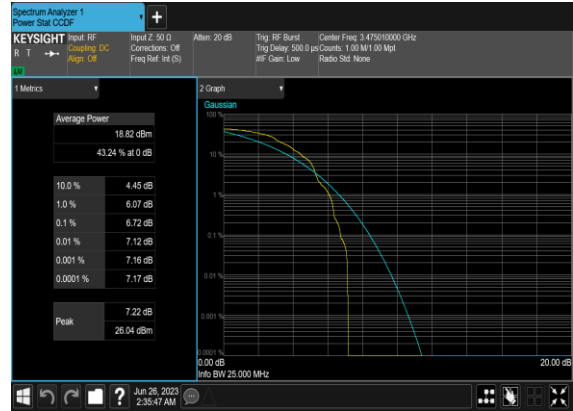 Spectrum Analyzer 1
Power Stat CCDF
KEYSIGHT
R T
LXI
Input: RF
Coupling: DC
Align: Off
Input Z: 50 Ω
Corrections: Off
Freq Ref: Int (S)
Atten: 20 dB
Trig: RF Burst
Trig Delay: 500.0 µs
#IF Gain: Low
Center Freq: 3.475010000 GHz
Counts: 1.00 M/1.00 Mpt
Radio Std: None
1 Metrics
Average Power
18.82 dBm
43.24 % at 0 dB
10.0 % 4.45 dB
1.0 % 6.07 dB
0.1 % 6.72 dB
0.01 % 7.12 dB
0.001 % 7.16 dB
0.0001 % 7.17 dB
Peak
7.22 dB
26.04 dBm
2 Graph
Gaussian
100 %
10 %
1 %
0.1 %
0.01 %
0.001 %
0.0001 %
0.00 dB
20.00 dB
Info BW 25.000 MHz
?
Jun 26, 2023
2:35:47 AM